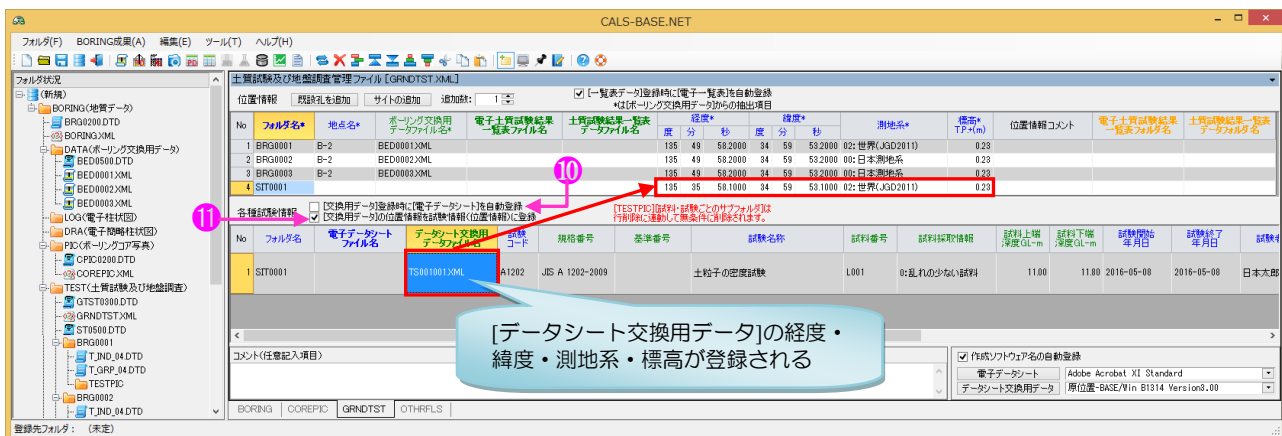 CALS-BASE.NET
フォルダ(F) BORING成果(A) 編集(E) ツール(T) ヘルプ(H)
フォルダ状況
(新規)
BORING(地質データ)
BRG0200.DTD
BORING.XML
DATA(ボーリング交換用データ)
BED0500.DTD
BED0001.XML
BED0002.XML
BED0003.XML
LOG(電子柱状図)
DRA(電子簡略柱状図)
PIC(ボーリングコア写真)
CPIC0200.DTD
COREPIC.XML
TEST(土質試験及び地盤調査)
GTST0300.DTD
GRNDTST.XML
ST0500.DTD
BRG0001
T_IND_04.DTD
T_GRP_04.DTD
TESTPIC
BRG0002
T_IND_04.DTD
登録先フォルダ： (未定)
土質試験及び地盤調査管理ファイル [GRNDTST.XML]
位置情報 既設孔を追加 サイトの追加 追加数: 1
[一覧表データ]登録時に[電子一覧表]を自動登録
*は[ボーリング交換用データ]からの抽出項目
No フォルダ名* 地点名* ボーリング交換用データファイル名* 電子土質試験結果一覧表ファイル名 土質試験結果一覧表データファイル名 経度* 度 分 秒 緯度* 度 分 秒 測地系* 標高* T.P.+(m) 位置情報コメント 電子土質試験結果一覧表フォルダ名 土質試験結果一覧表データフォルダ名
1 BRG0001 B-2 BED0001.XML 135 49 58.2000 34 59 53.2000 02: 世界(JGD2011) 0.23
2 BRG0002 B-2 BED0002.XML 135 49 58.2000 34 59 53.2000 00: 日本測地系 0.23
3 BRG0003 B-2 BED0003.XML 135 49 58.2000 34 59 53.2000 00: 日本測地系 0.23
4 SIT0001 135 35 58.1000 34 59 53.1000 02: 世界(JGD2011) 0.23
⑩
⑪
各種試験情報
[交換用データ]登録時に[電子データシート]を自動登録
[交換用データ]の位置情報を試験情報(位置情報)に登録
[TESTPIC][試料・試験ごとのサブフォルダ]は
行削除に連動して無条件に削除されます。
No フォルダ名 電子データシートファイル名 データシート交換用データファイル名 試験コード 規格番号 基準番号 試験名称 試料番号 試料採取情報 試料上端深度GL-m 試料下端深度GL-m 試験開始年月日 試験終了年月日 試験
1 SIT0001 TS001001.XML A1202 JIS A 1202-2009 土粒子の密度試験 L001 0:乱れの少ない試料 11.00 11.80 2016-05-08 2016-05-08 日本太郎
[データシート交換用データ]の経度・
緯度・測地系・標高が登録される
コメント(任意記入項目)
作成ソフトウェア名の自動登録
電子データシート Adobe Acrobat XI Standard
データシート交換用データ 原位置-BASE/Win B1314 Version3.00
BORING COREPIC GRNDTST OTHRFLS